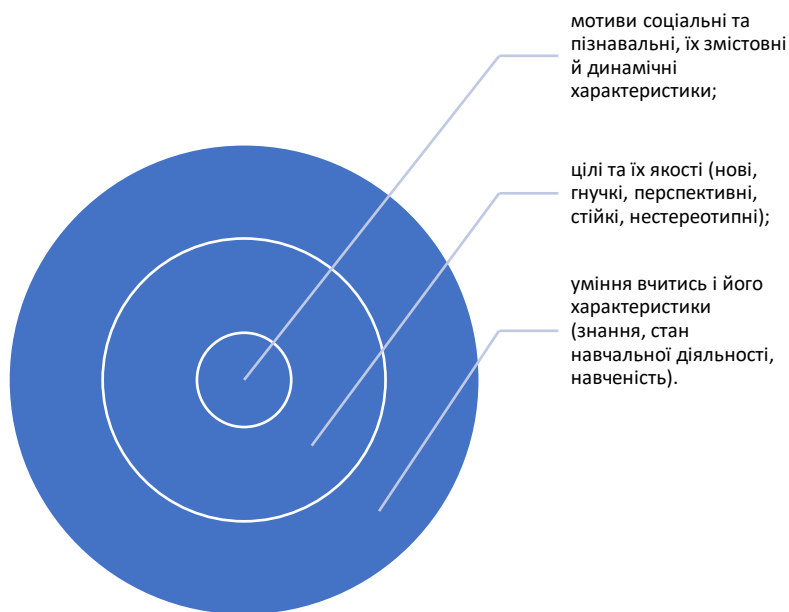 мотиви соціальні та
пізнавальні, їх змістовні
й динамічні
характеристики;
цілі та їх якості (нові,
гнучкі, перспективні,
стійкі, нестереотипні);
уміння вчитись і його
характеристики
(знання, стан
навчальної діяльності,
навченість).